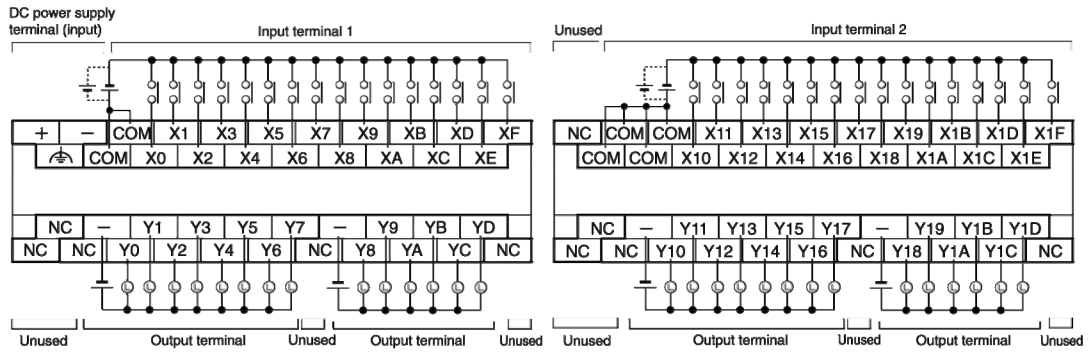 DC power supply
terminal (input)
Input terminal 1
Unused
Input terminal 2
+ − COM X1 X3 X5 X7 X9 XB XD XF
COM X0 X2 X4 X6 X8 XA XC XE
NC COM COM X11 X13 X15 X17 X19 X1B X1D X1F
COM COM X10 X12 X14 X16 X18 X1A X1C X1E
NC − Y1 Y3 Y5 Y7 − Y9 YB YD
NC NC Y0 Y2 Y4 Y6 NC Y8 YA YC NC
NC − Y11 Y13 Y15 Y17 − Y19 Y1B Y1D
NC NC Y10 Y12 Y14 Y16 NC Y18 Y1A Y1C NC
L L L L L L L L L L L L L L
L L L L L L L L L L L L L L
Unused Output terminal Unused Output terminal Unused
Unused Output terminal Unused Output terminal Unused